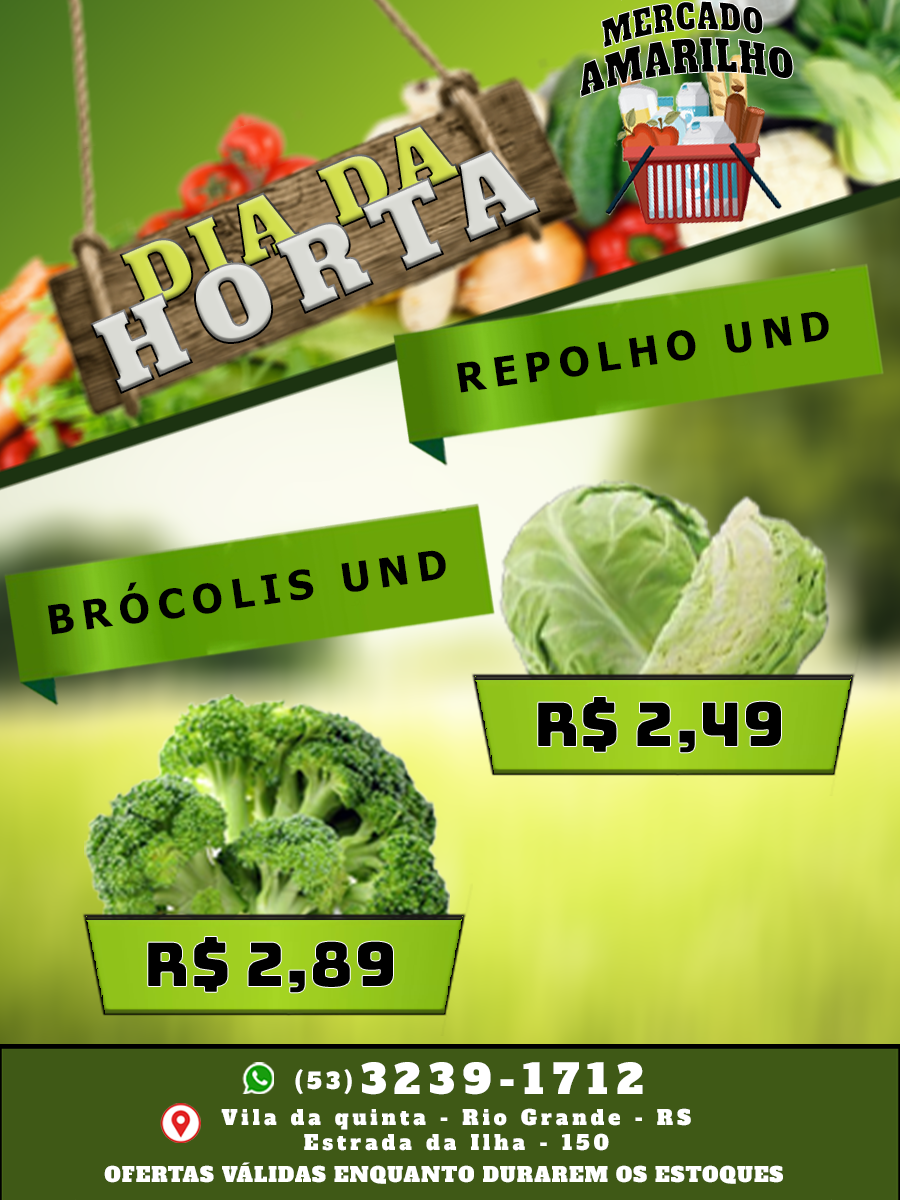 MERCADO
AMARILHO
DIA DA
HORTA
REPOLHO UND
BRÓCOLIS UND
R$ 2,49
R$ 2,89
(53) 3239-1712
Vila da quinta - Rio Grande - RS
Estrada da Ilha - 150
OFERTAS VÁLIDAS ENQUANTO DURAREM OS ESTOQUES